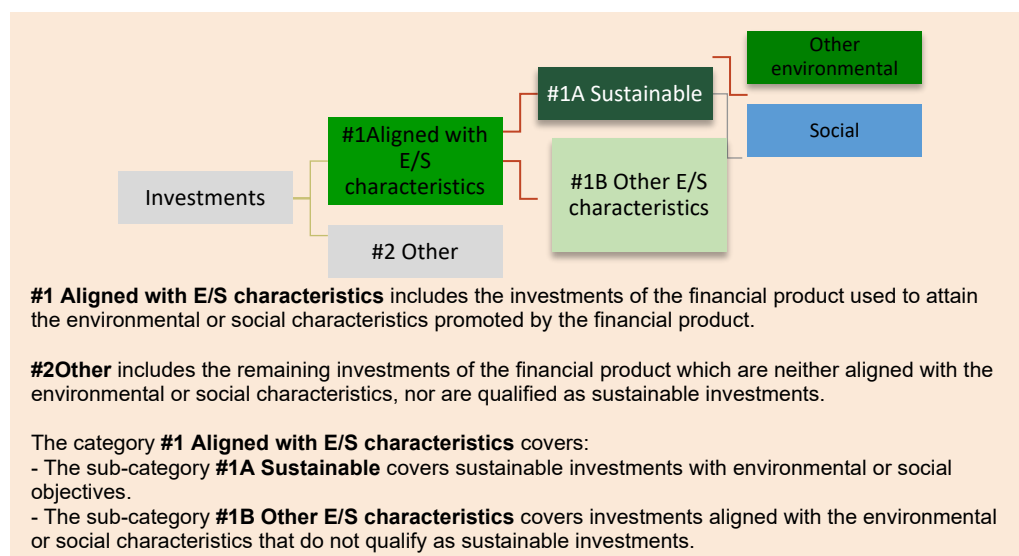 Other
environmental
#1A Sustainable
#1Aligned with
E/S
characteristics
Social
#1B Other E/S
characteristics
Investments
#2 Other
#1 Aligned with E/S characteristics includes the investments of the financial product used to attain
the environmental or social characteristics promoted by the financial product.
#2Other includes the remaining investments of the financial product which are neither aligned with the
environmental or social characteristics, nor are qualified as sustainable investments.
The category #1 Aligned with E/S characteristics covers:
- The sub-category #1A Sustainable covers sustainable investments with environmental or social
objectives.
- The sub-category #1B Other E/S characteristics covers investments aligned with the environmental
or social characteristics that do not qualify as sustainable investments.